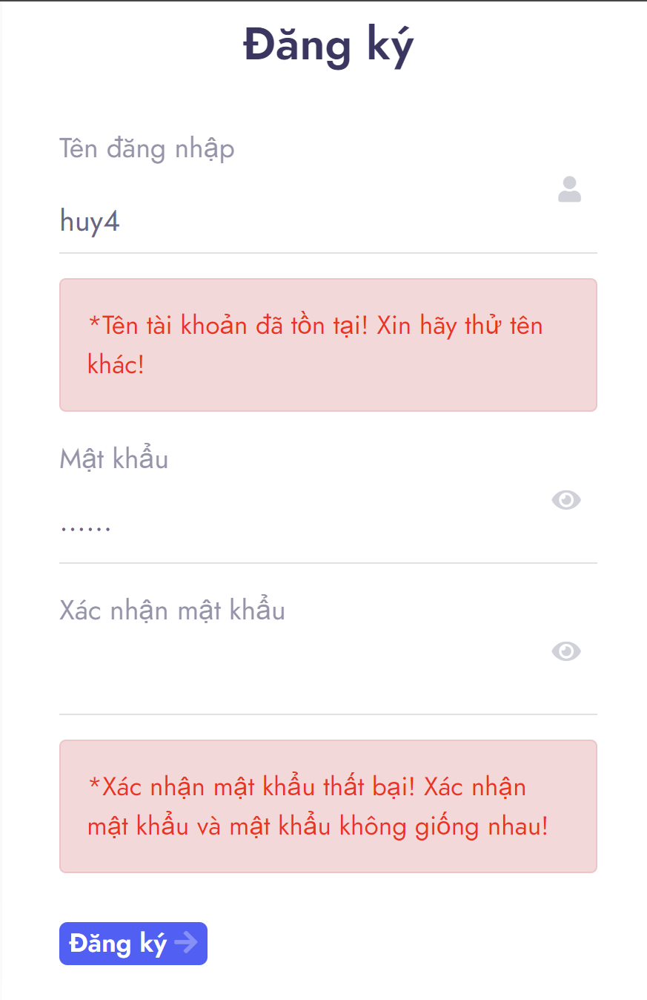 Đăng ký
Tên đăng nhập
huy4
*Tên tài khoản đã tồn tại! Xin hãy thử tên
khác!
Mật khẩu
......
Xác nhận mật khẩu
*Xác nhận mật khẩu thất bại! Xác nhận
mật khẩu và mật khẩu không giống nhau!
Đăng ký